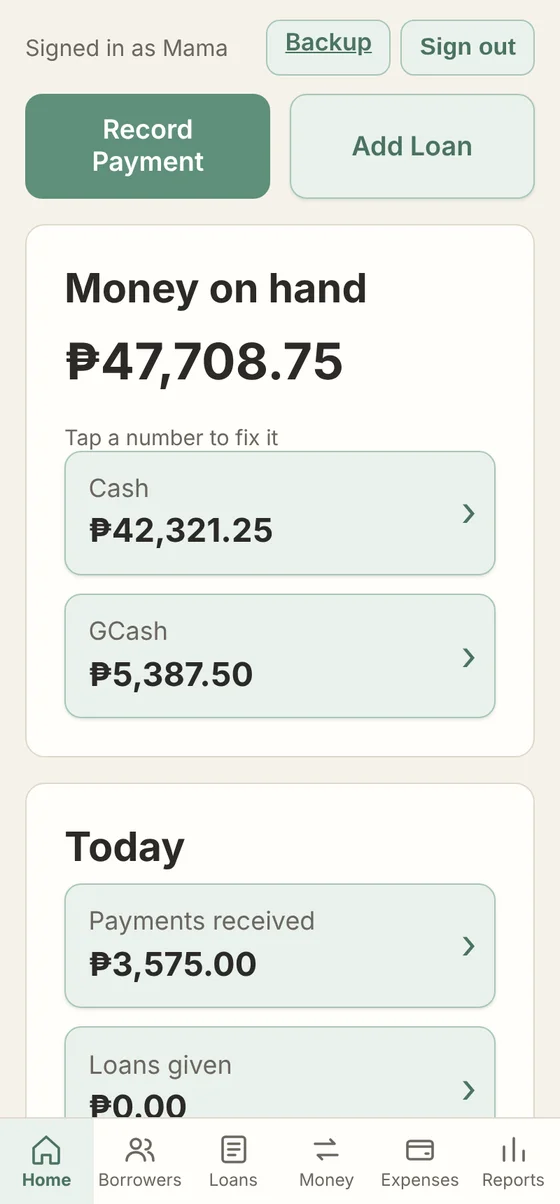 Signed in as Mama
Backup
Sign out
Record
Payment
Add Loan
Money on hand
₱47,708.75
Tap a number to fix it
Cash
₱42,321.25
GCash
₱5,387.50
Today
Payments received
₱3,575.00
Loans given
₱0.00
Home
Borrowers
Loans
Money
Expenses
Reports